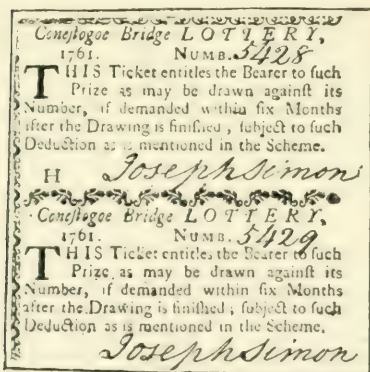 Coneſtogoe Bridge LOTTERY,
1761. NUMB. 5428
THIS Ticket entitles the Bearer to ſuch
Prize as may be drawn againſt its
Number, if demanded within ſix Months
after the Drawing is finiſhed, ſubject to ſuch
Deduction as is mentioned in the Scheme.
H Joseph Simon
Coneſtogoe Bridge LOTTERY,
1761. NUMB. 5429
THIS Ticket entitles the Bearer to ſuch
Prize as may be drawn againſt its
Number, if demanded within ſix Months
after the Drawing is finiſhed; ſubject to ſuch
Deduction as is mentioned in the Scheme.
Joseph Simon